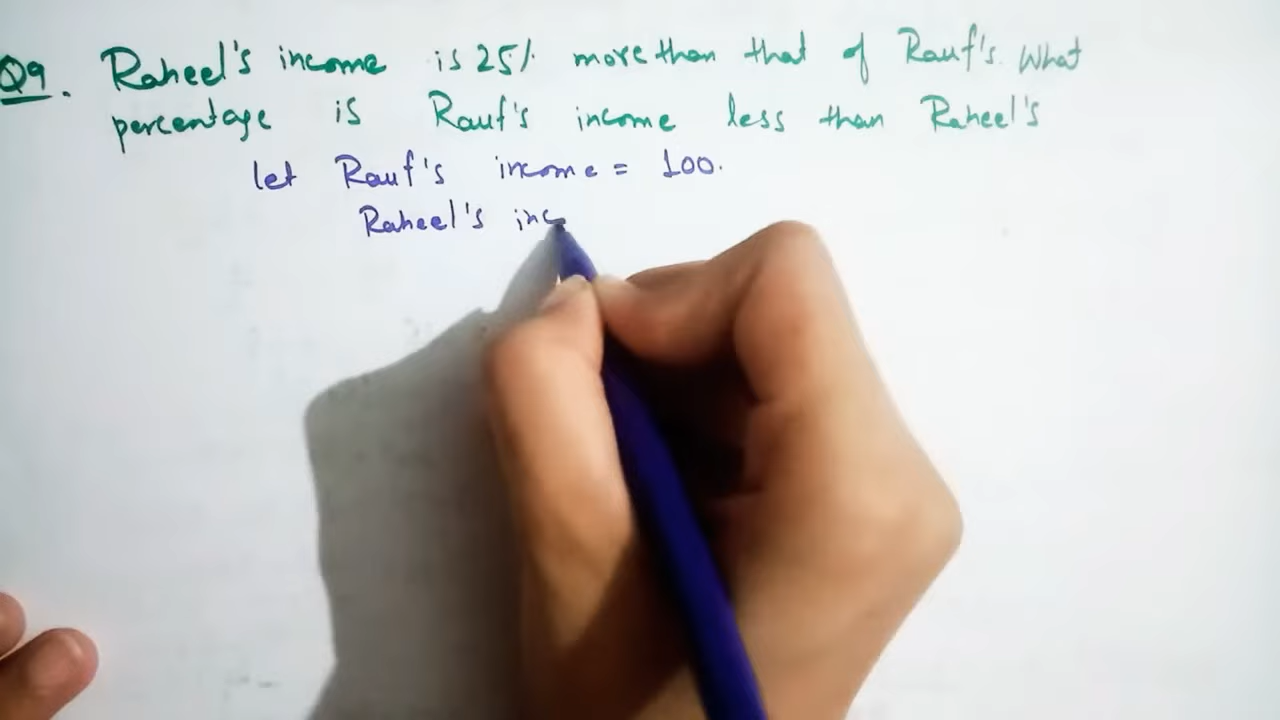 Q9. Raheel's income is 25% more than that of Rauf's. What
percentage is Rauf's income less than Raheel's
let Rauf's income = 100.
Raheel's inc